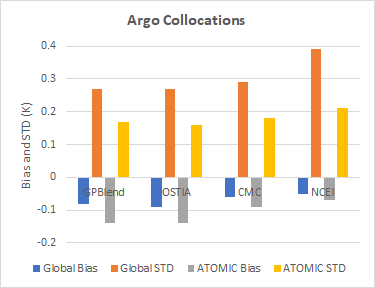 Argo Collocations
Bias and STD (K)
0.4
0.3
0.2
0.1
0
-0.1
-0.2
GPBlend OSTIA CMC NCEI
Global Bias Global STD ATOMIC Bias ATOMIC STD